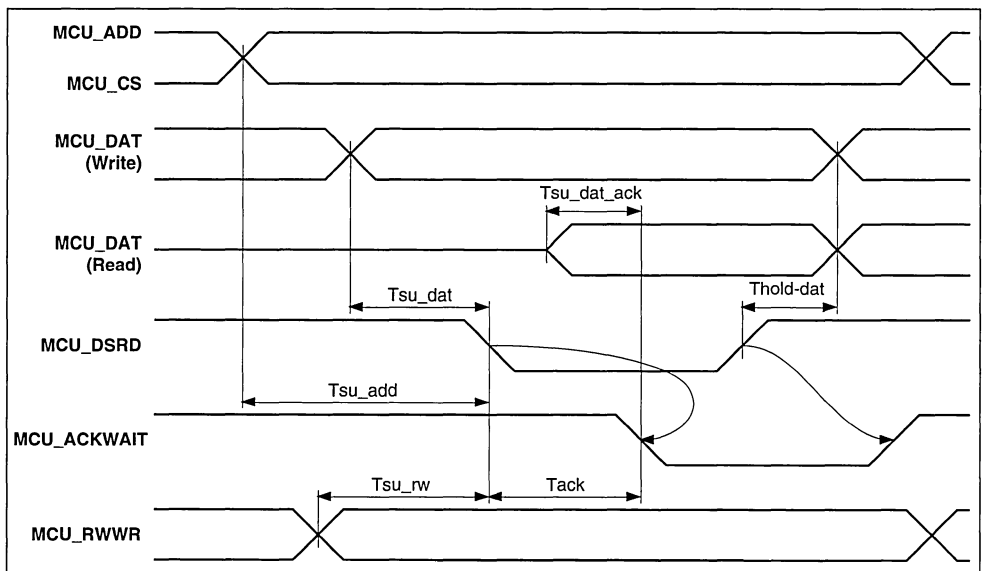 MCU_ADD
MCU_CS
MCU_DAT
(Write)
Tsu_dat_ack
MCU_DAT
(Read)
Tsu_dat
Thold-dat
MCU_DSRD
Tsu_add
MCU_ACKWAIT
Tsu_rw
Tack
MCU_RWWR